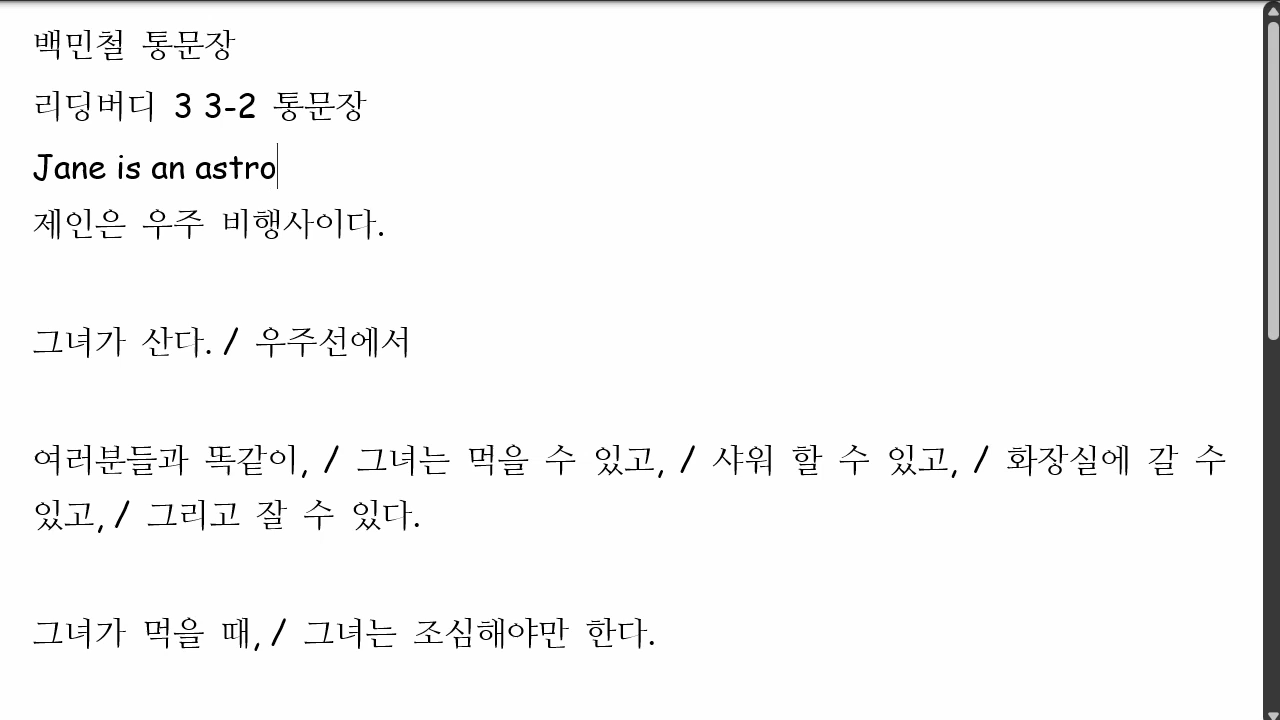 백민철 통문장
리딩버디 3 3-2 통문장
Jane is an astro
제인은 우주 비행사이다.
그녀가 산다. / 우주선에서
여러분들과 똑같이, / 그녀는 먹을 수 있고, / 샤워 할 수 있고, / 화장실에 갈 수
있고, / 그리고 잘 수 있다.
그녀가 먹을 때, / 그녀는 조심해야만 한다.